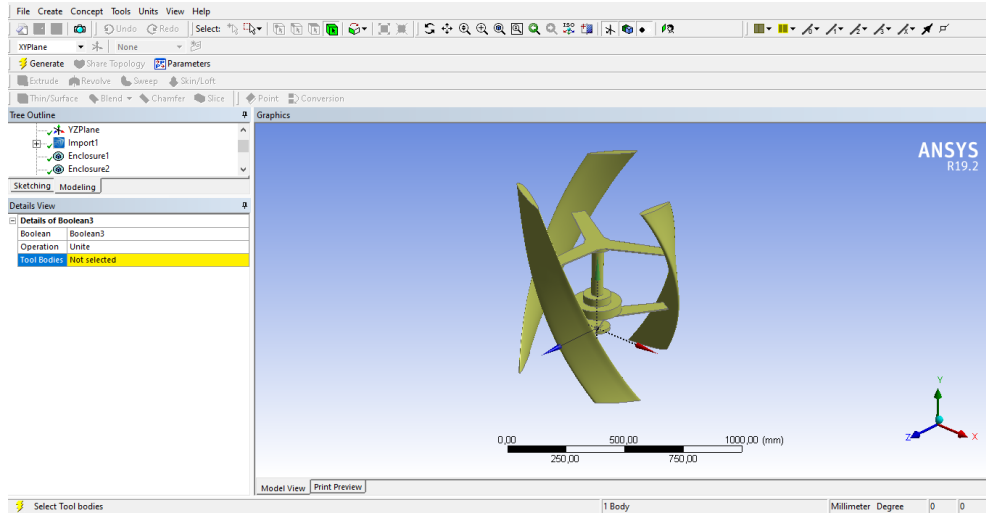 File Create Concept Tools Units View Help
Undo Redo Select:
XYPlane None
Generate Share Topology Parameters
Extrude Revolve Sweep Skin/Loft
Thin/Surface Blend Chamfer Slice Point Conversion
Tree Outline
YZPlane
Import1
Enclosure1
Enclosure2
Sketching Modeling
Details View
Details of Boolean3
Boolean Boolean3
Operation Unite
Tool Bodies Not selected
Graphics
ANSYS
R19.2
Y
Z X
0,00 500,00 1000,00 (mm)
250,00 750,00
Model View Print Preview
Select Tool bodies 1 Body Millimeter Degree 0 0